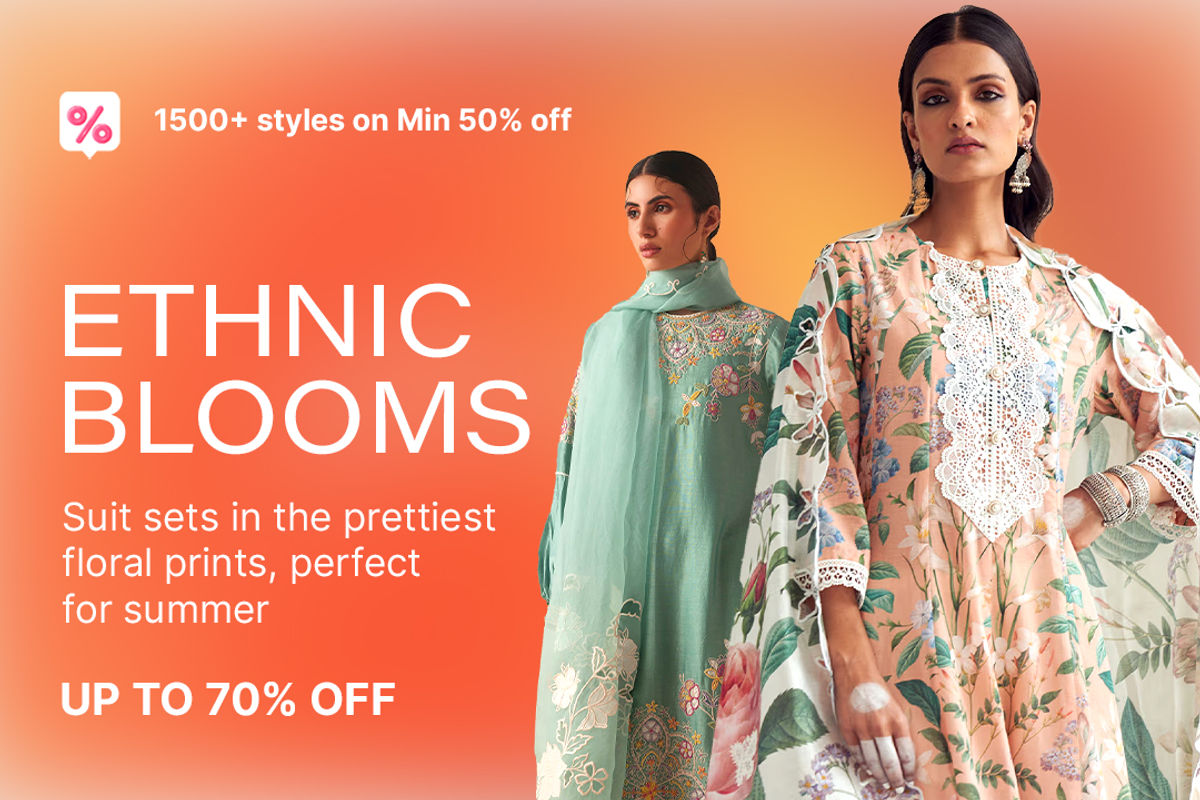 %
1500+ styles on Min 50% off
ETHNIC
BLOOMS
Suit sets in the prettiest
floral prints, perfect
for summer
UP TO 70% OFF